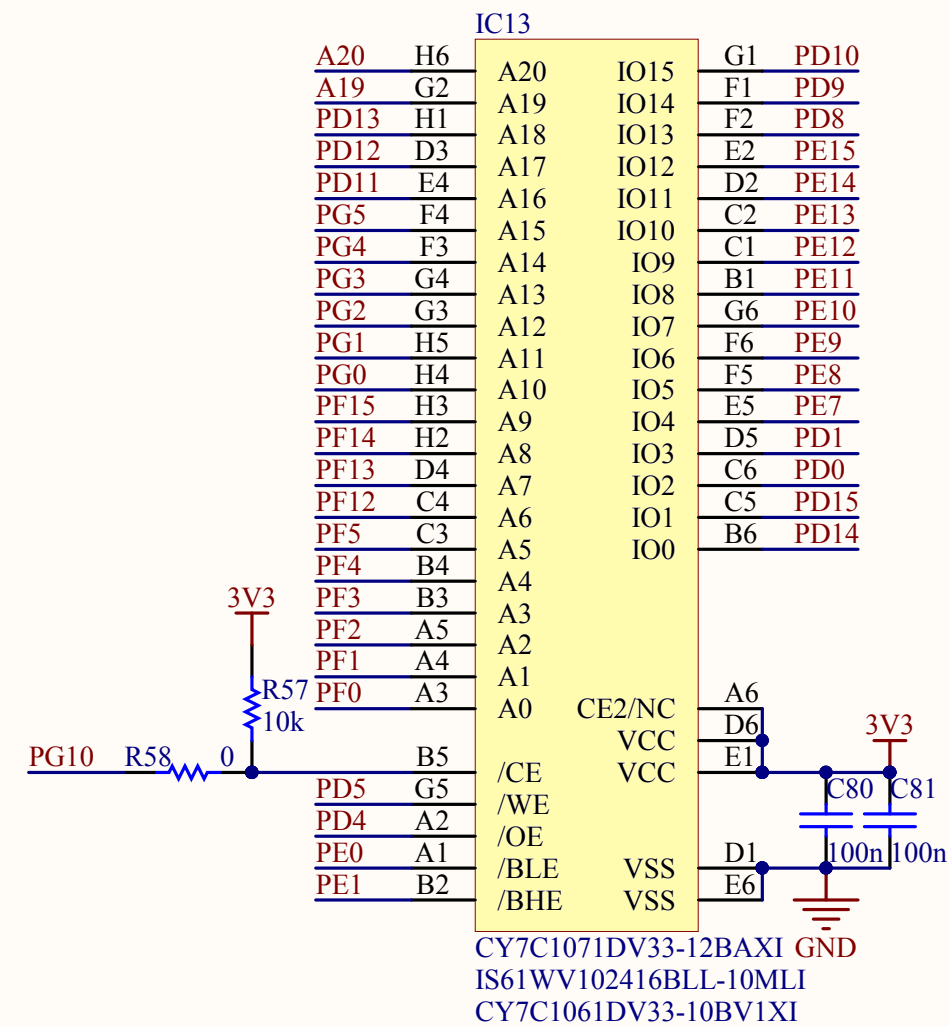 IC13
A20 H6 A20 IO15 G1 PD10
A19 G2 A19 IO14 F1 PD9
PD13 H1 A18 IO13 F2 PD8
PD12 D3 A17 IO12 E2 PE15
PD11 E4 A16 IO11 D2 PE14
PG5 F4 A15 IO10 C2 PE13
PG4 F3 A14 IO9 C1 PE12
PG3 G4 A13 IO8 B1 PE11
PG2 G3 A12 IO7 G6 PE10
PG1 H5 A11 IO6 F6 PE9
PG0 H4 A10 IO5 F5 PE8
PF15 H3 A9 IO4 E5 PE7
PF14 H2 A8 IO3 D5 PD1
PF13 D4 A7 IO2 C6 PD0
PF12 C4 A6 IO1 C5 PD15
PF5 C3 A5 IO0 B6 PD14
PF4 B4 A4
3V3 PF3 B3 A3
PF2 A5 A2
PF1 A4 A1
R57 PF0 A3 A0 CE2/NC A6
10k VCC D6 3V3
PG10 R58 0 B5 /CE VCC E1
PD5 G5 /WE C80 C81
PD4 A2 /OE
PE0 A1 /BLE VSS D1 100n 100n
PE1 B2 /BHE VSS E6
CY7C1071DV33-12BAXI GND
IS61WV102416BLL-10MLI
CY7C1061DV33-10BV1XI